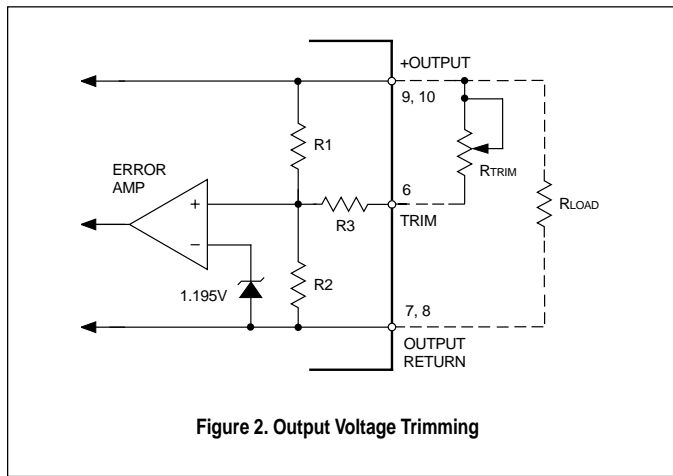 +OUTPUT
9, 10
R1
ERROR
AMP
RTRIM
6
+
R3
TRIM
RLOAD
–
R2
1.195V
7, 8
OUTPUT
RETURN
Figure 2. Output Voltage Trimming